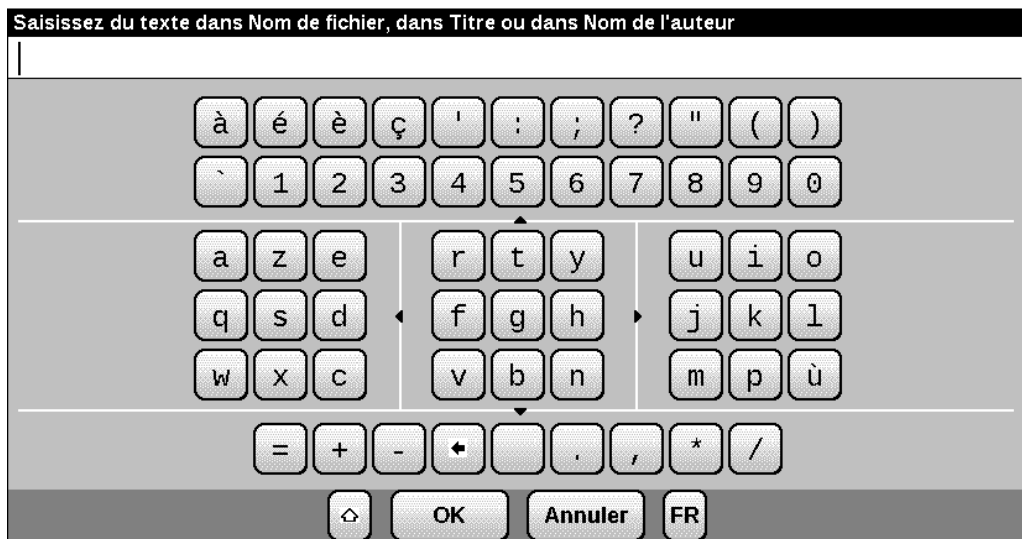 Saisissez du texte dans Nom de fichier, dans Titre ou dans Nom de l'auteur
à é è ç ' : ; ? " ( )
` 1 2 3 4 5 6 7 8 9 0
a z e r t y u i o
q s d f g h j k l
w x c v b n m p ù
= + - . , * /
OK Annuler FR